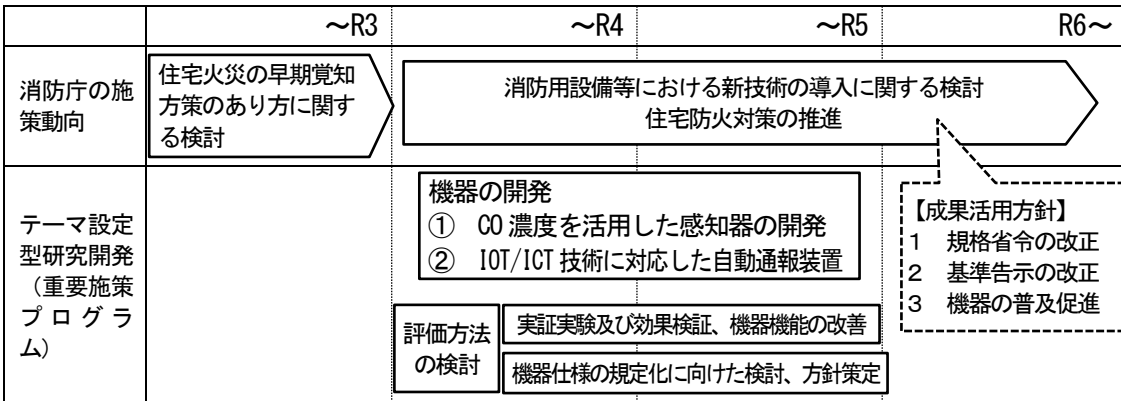 ～R3
～R4
～R5
R6～
消防庁の施
策動向
住宅火災の早期覚知
方策のあり方に関す
る検討
消防用設備等における新技術の導入に関する検討
住宅防火対策の推進
テーマ設定
型研究開発
（重要施策
プログラ
ム）
機器の開発
① CO 濃度を活用した感知器の開発
② IOT/ICT 技術に対応した自動通報装置
評価方法
の検討
実証実験及び効果検証、機器機能の改善
機器仕様の規定化に向けた検討、方針策定
【成果活用方針】
1 規格省令の改正
2 基準告示の改正
3 機器の普及促進